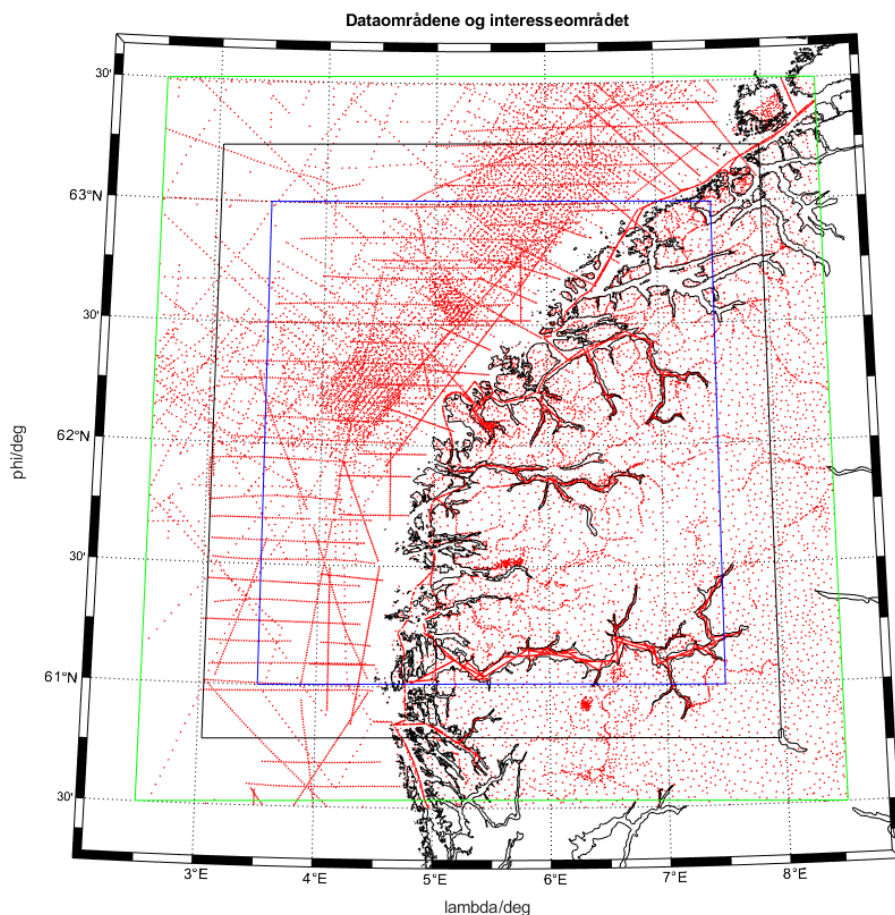 Dataområdene og interesseområdet
30'
63°N
30'
62°N
30'
61°N
30'
phi/deg
3°E 4°E 5°E 6°E 7°E 8°E
lambda/deg